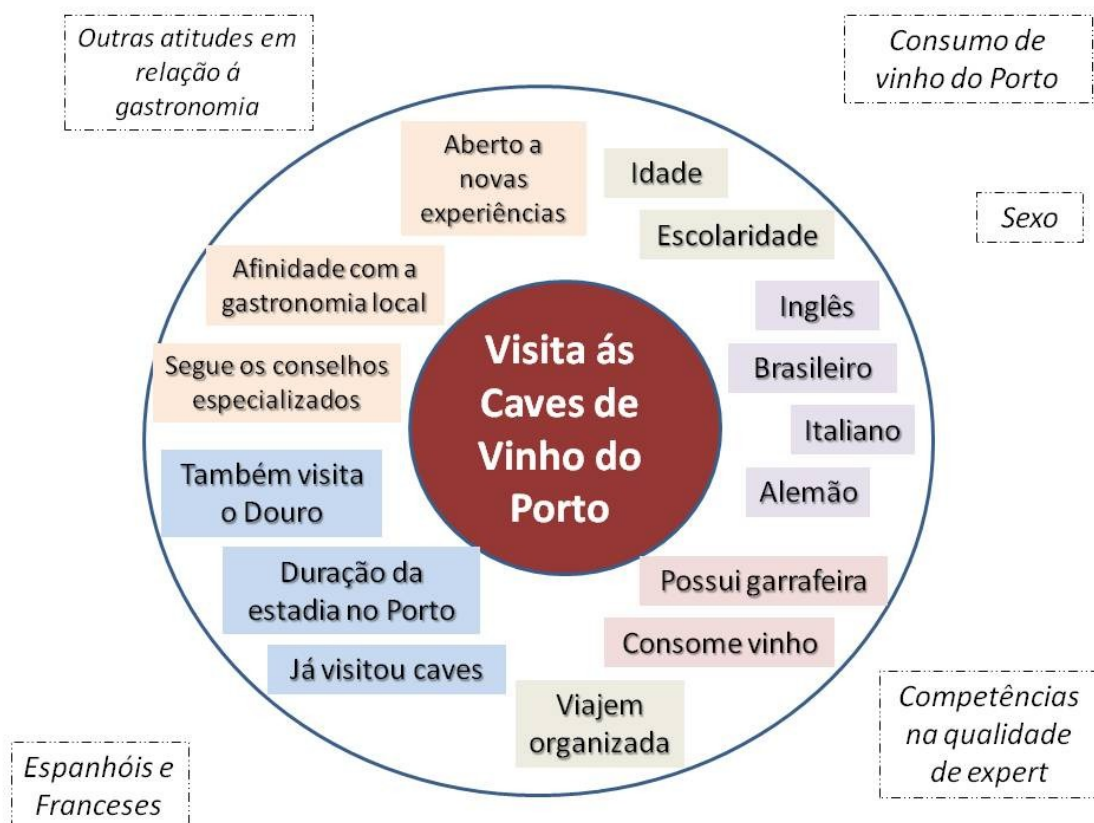 Outras atitudes em
relação á
gastronomia
Consumo de
vinho do Porto
Aberto a
novas
experiências
Idade
Sexo
Escolaridade
Afinidade com a
gastronomia local
Inglês
Segue os conselhos
especializados
Visita ás
Caves de
Vinho do
Porto
Brasileiro
Italiano
Também visita
o Douro
Alemão
Duração da
estadia no Porto
Possui garrafeira
Já visitou caves
Consome vinho
Viajem
organizada
Competências
na qualidade
de expert
Espanhóis e
Franceses